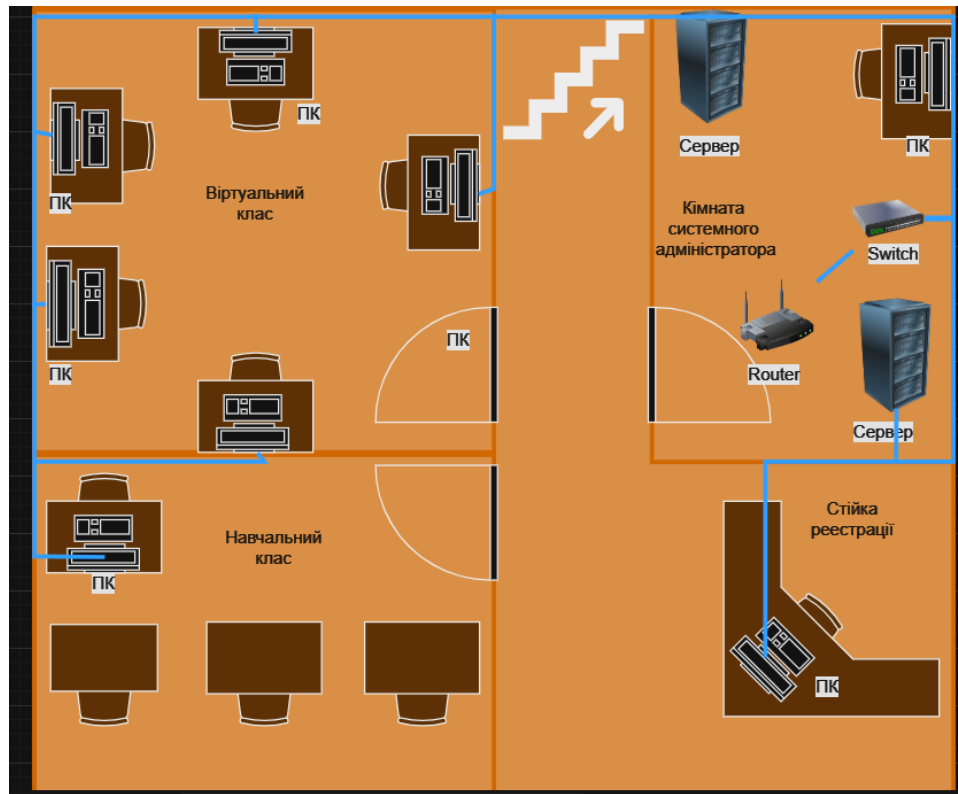 ПК
Сервер
ПК
ПК
Віртуальний
клас
Кімната
системного
адміністратора
Switch
ПК
Router
ПК
Сервер
Стійка
реєстрації
Навчальний
клас
ПК
ПК